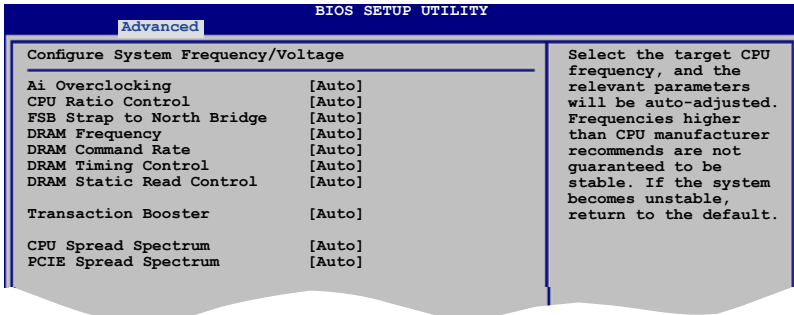 BIOS SETUP UTILITY
Advanced
Configure System Frequency/Voltage
Ai Overclocking [Auto]
CPU Ratio Control [Auto]
FSB Strap to North Bridge [Auto]
DRAM Frequency [Auto]
DRAM Command Rate [Auto]
DRAM Timing Control [Auto]
DRAM Static Read Control [Auto]
Transaction Booster [Auto]
CPU Spread Spectrum [Auto]
PCIE Spread Spectrum [Auto]
Select the target CPU
frequency, and the
relevant parameters
will be auto-adjusted.
Frequencies higher
than CPU manufacturer
recommends are not
guaranteed to be
stable. If the system
becomes unstable,
return to the default.